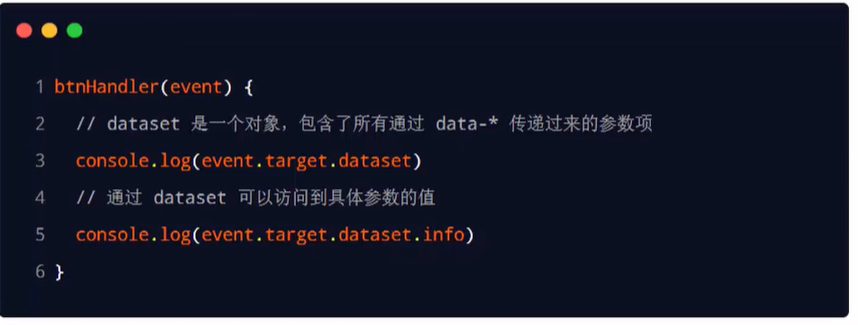 1 btnHandler(event) {
2 // dataset 是一个对象，包含了所有通过 data-* 传递过来的参数项
3 console.log(event.target.dataset)
4 // 通过 dataset 可以访问到具体参数的值
5 console.log(event.target.dataset.info)
6 }